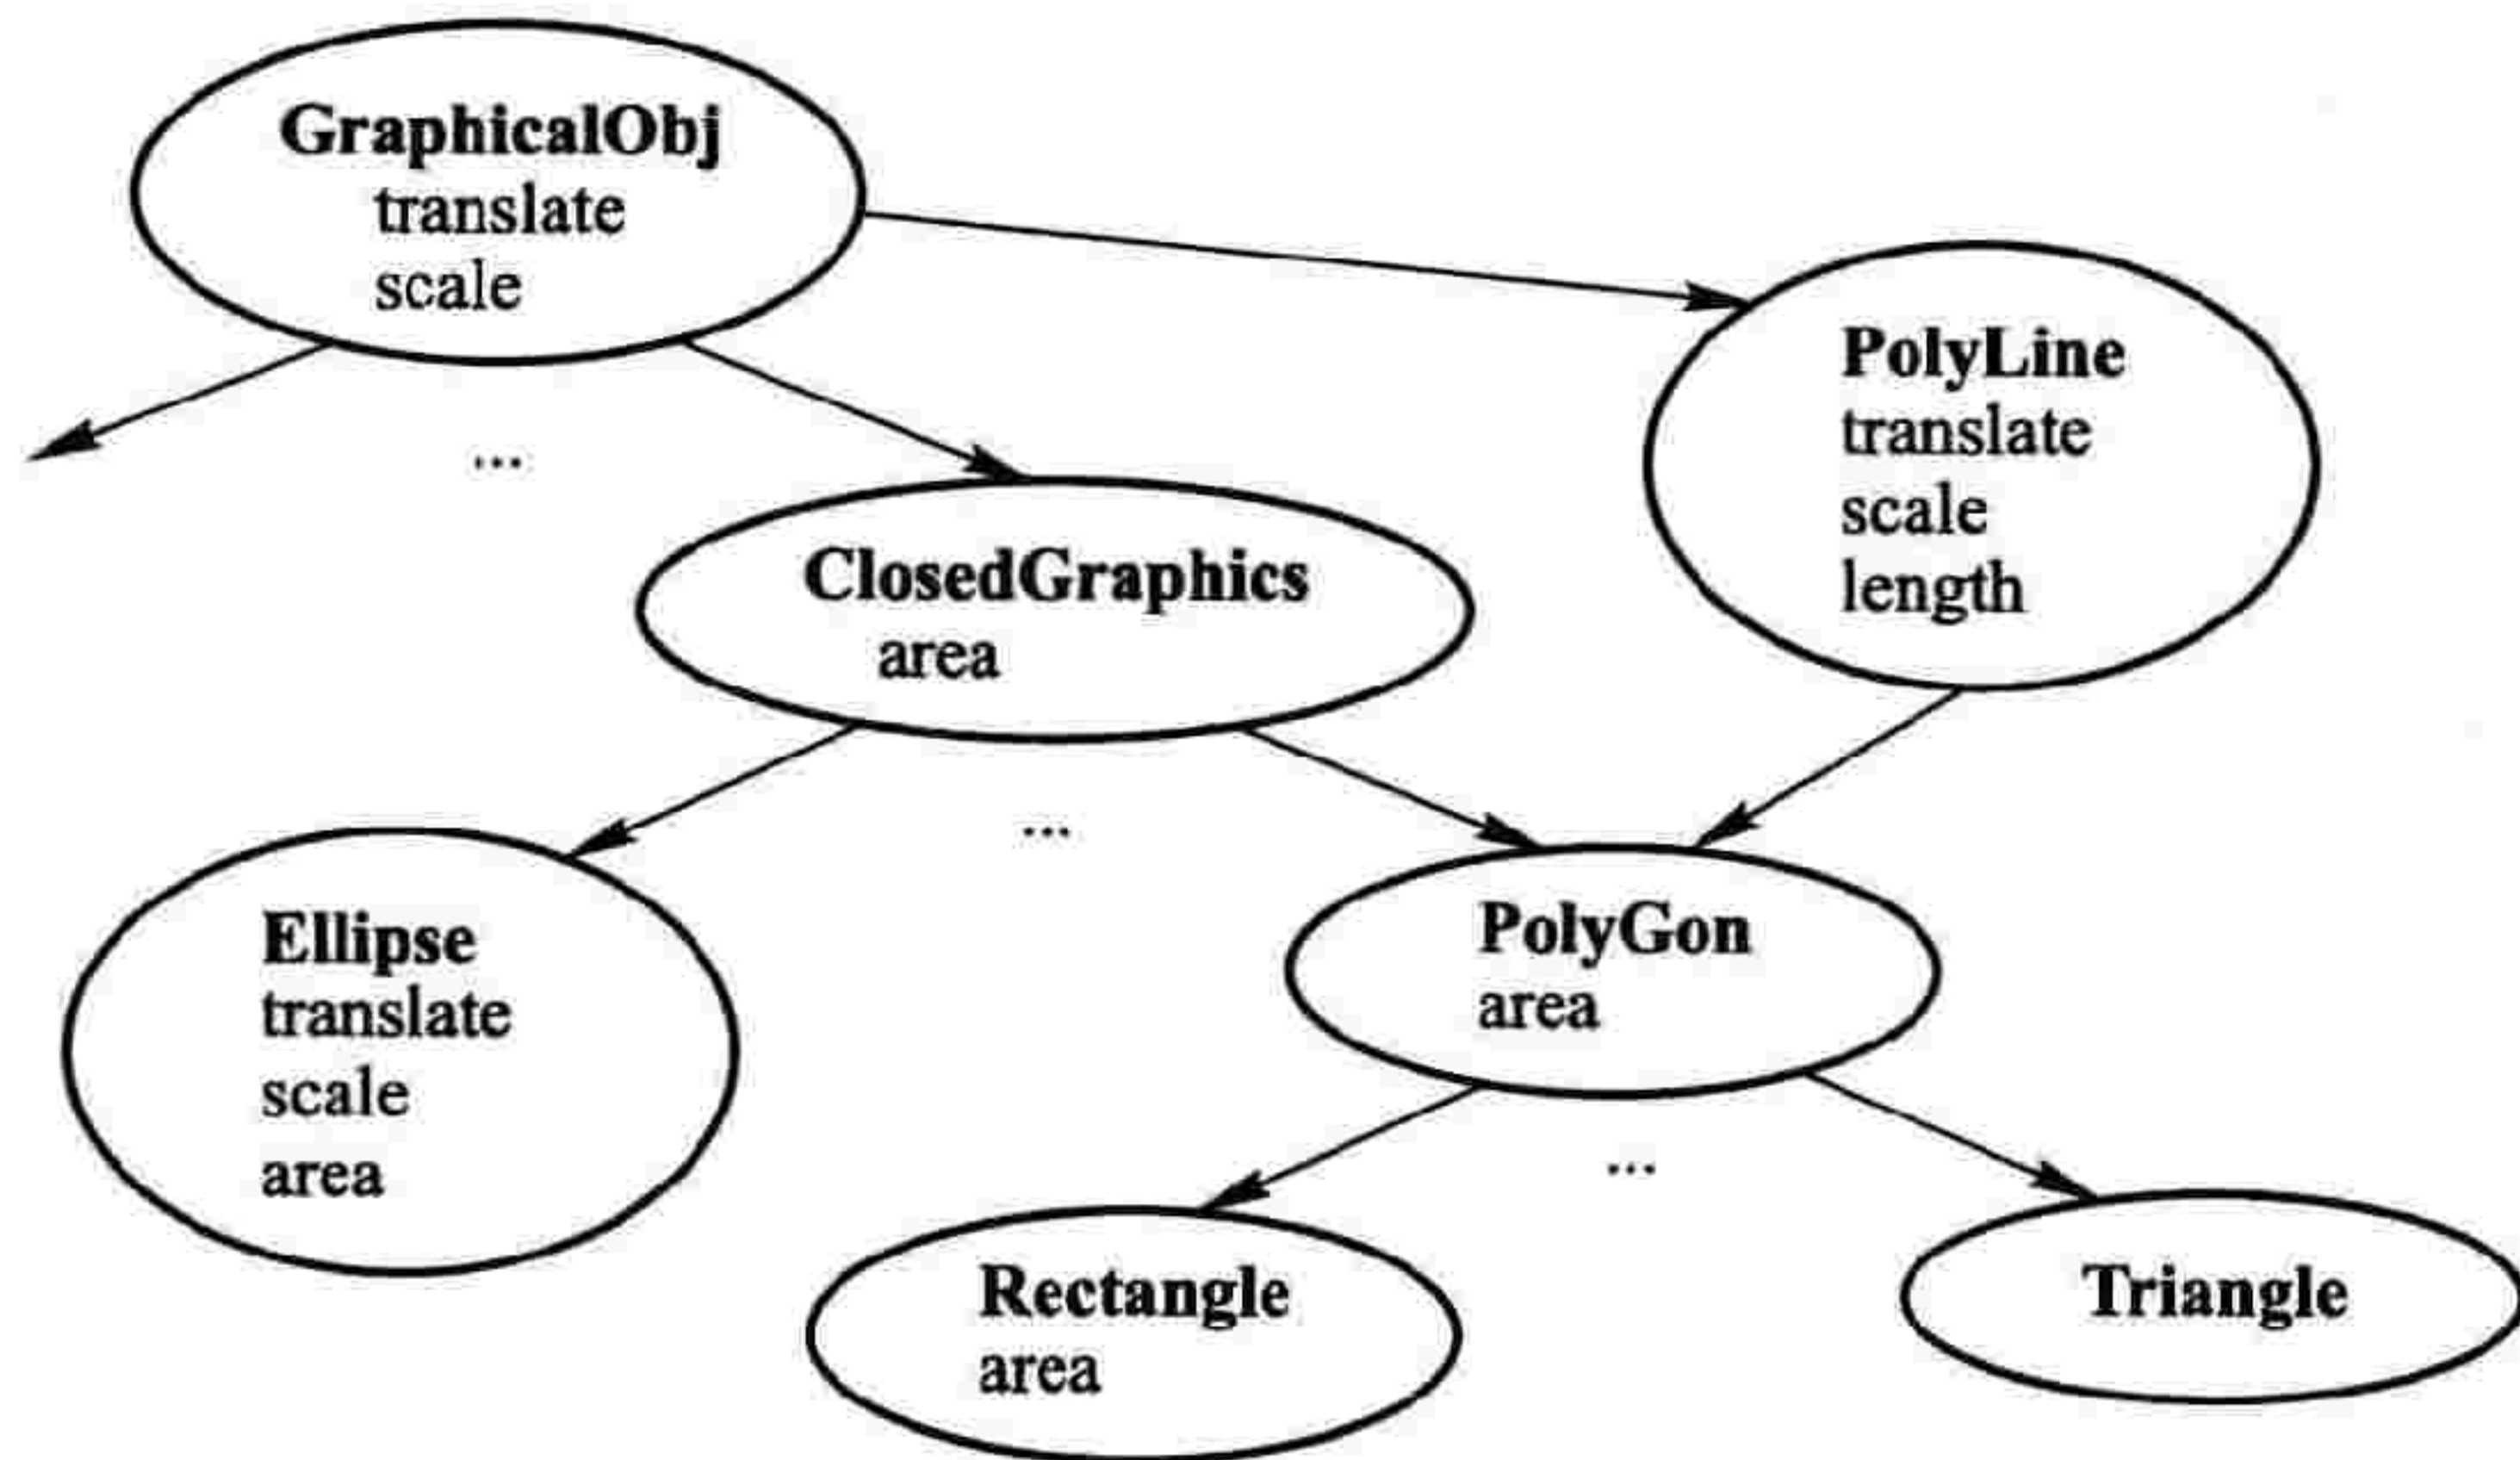 GraphicalObj
translate
scale
PolyLine
translate
scale
length
...
ClosedGraphics
area
...
Ellipse
translate
scale
area
PolyGon
area
...
Rectangle
area
Triangle